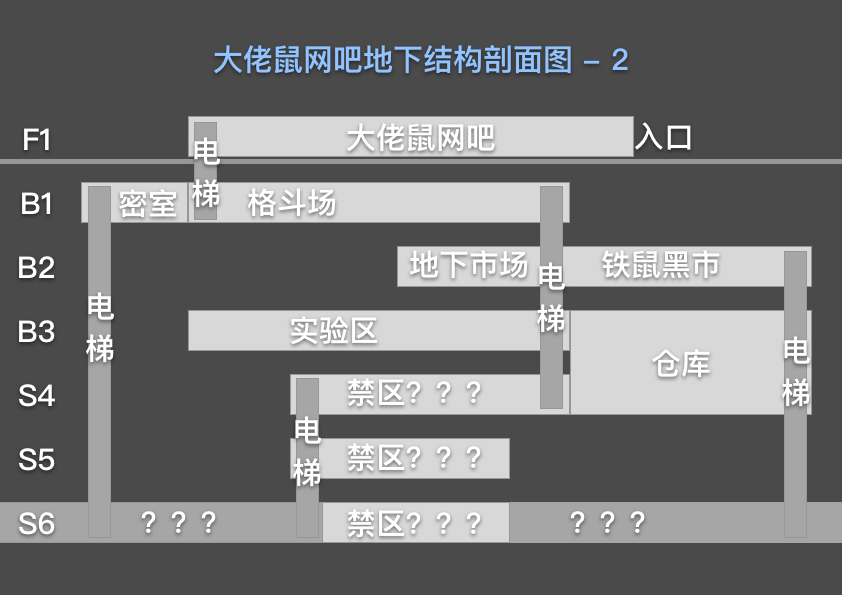 大佬鼠网吧地下结构剖面图 – 2
F1 电梯 大佬鼠网吧 入口
B1 密室 格斗场
B2 地下市场 电梯 铁鼠黑市
电梯
B3 实验区 仓库 电梯
S4 禁区？？？
电梯
S5 禁区？？？
S6 ？？？ 禁区？？？ ？？？